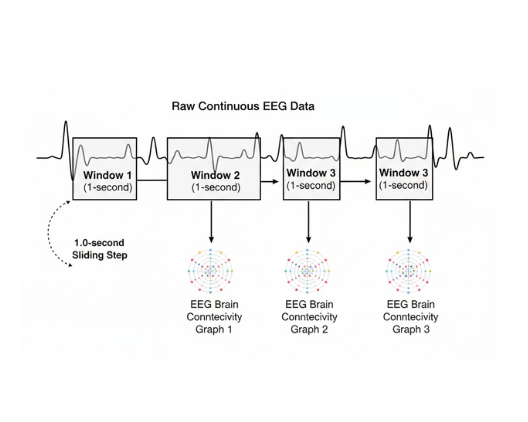 Raw Continuous EEG Data
Window 1
(1-second)
Window 2
(1-second)
Window 3
(1-second)
Window 3
(1-second)
1.0-second
Sliding Step
EEG Brain
Conntecivity
Graph 1
EEG Brain
Conntecivity
Graph 2
EEG Brain
Conntecivity
Graph 3